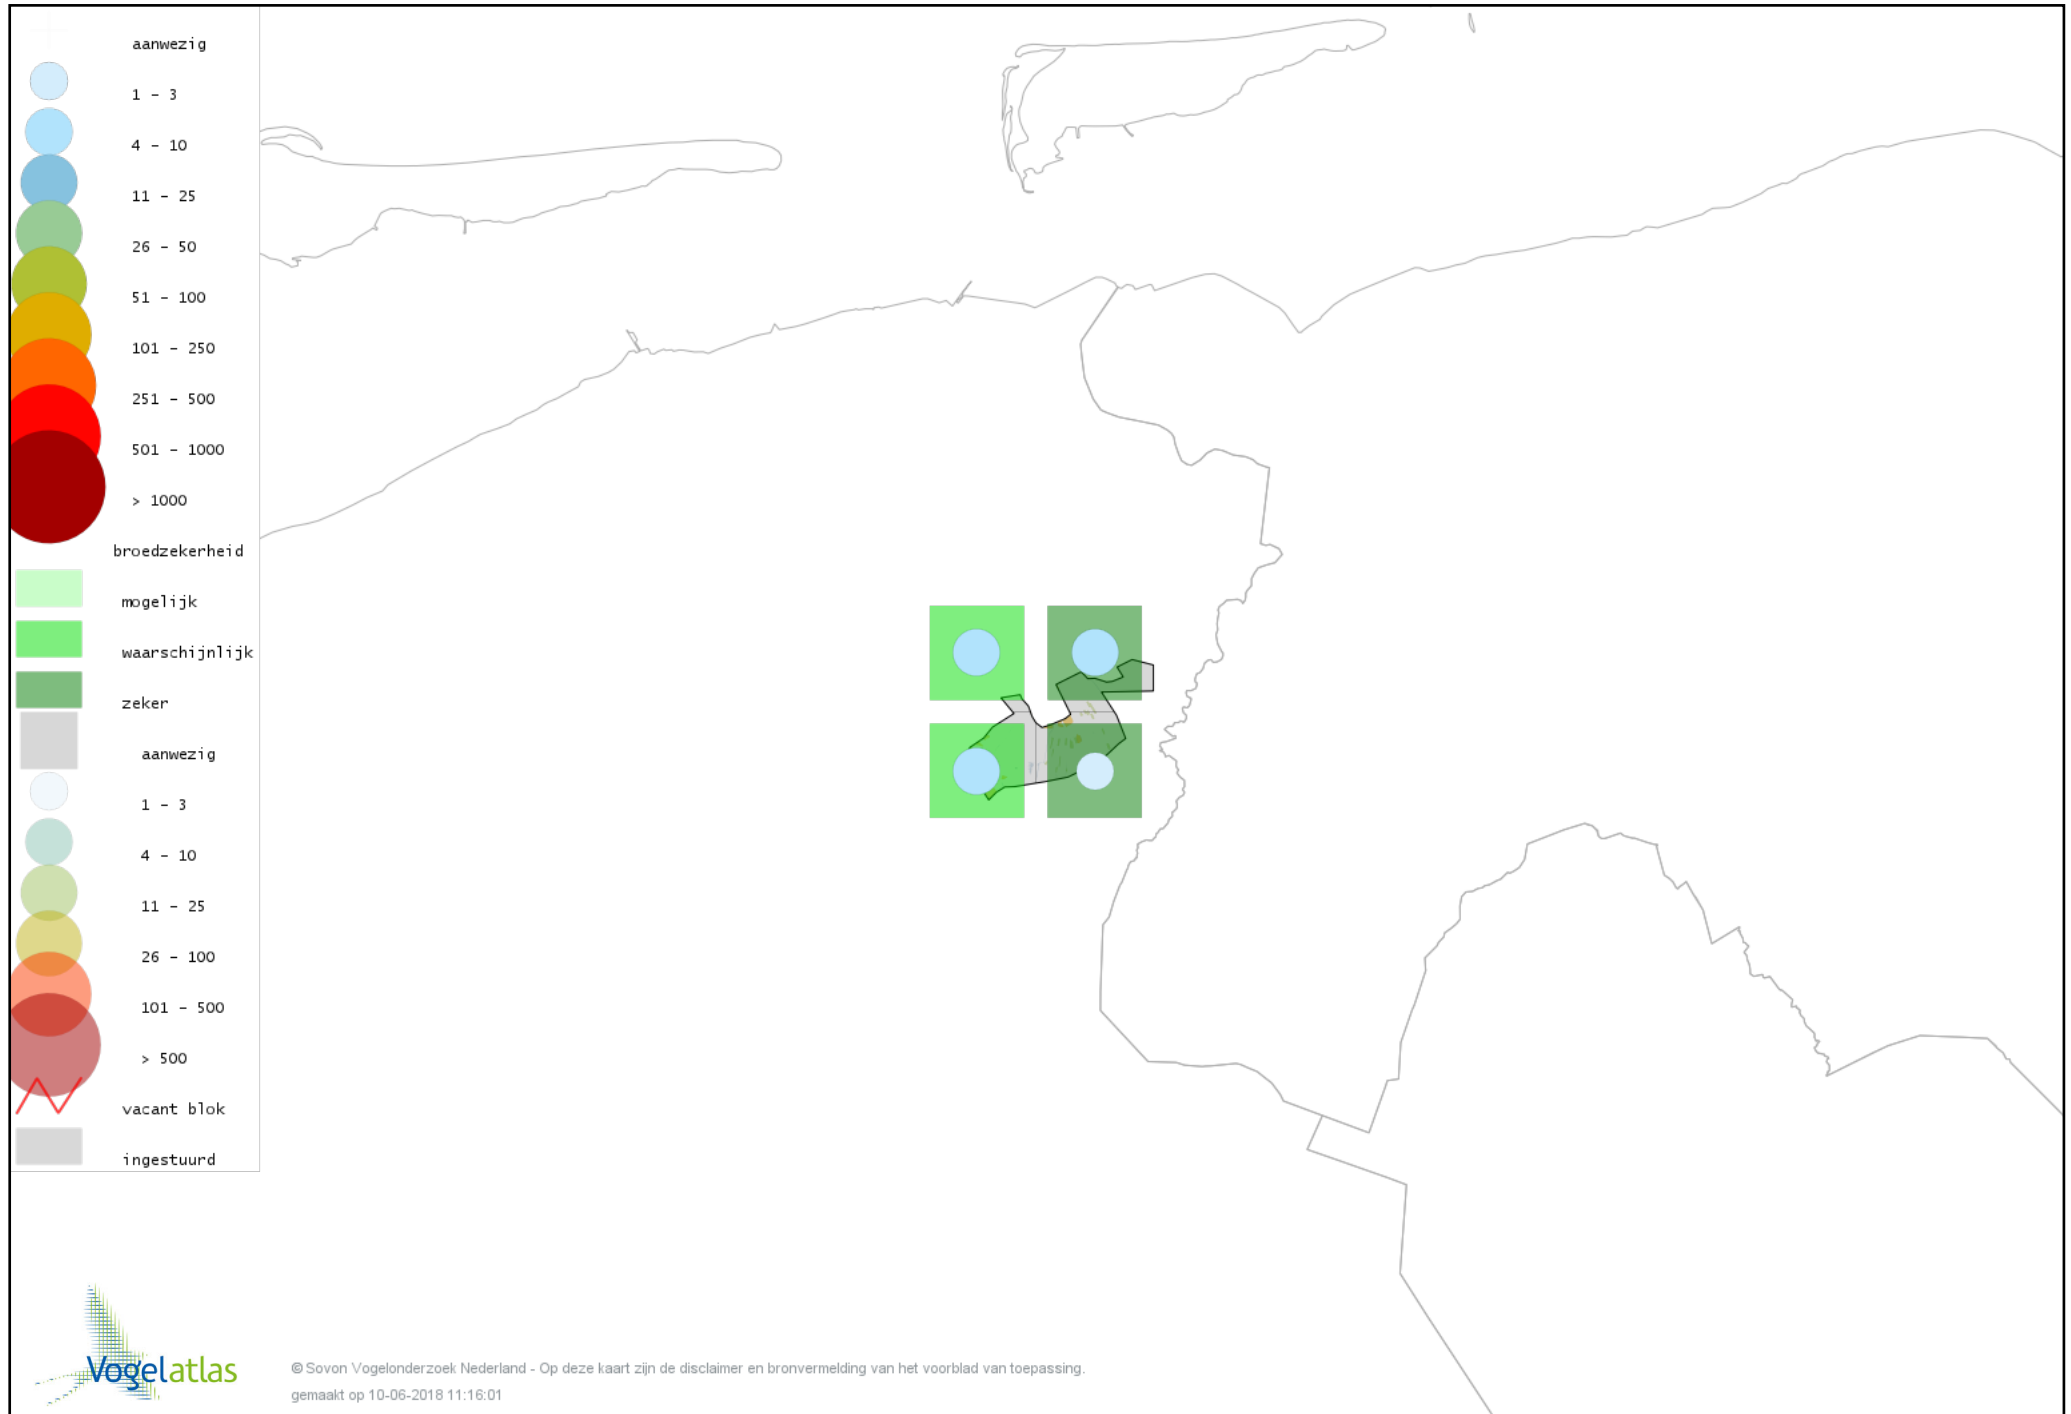 aanwezig
1 - 3
4 - 10
11 - 25
26 - 50
51 - 100
101 - 250
251 - 500
501 - 1000
> 1000
broedzekerheid
mogelijk
waarschijnlijk
zeker
aanwezig
1 - 3
4 - 10
11 - 25
26 - 100
101 - 500
> 500
vacant blok
ingestuurd
Vogelatlas
© Sovon Vogelonderzoek Nederland - Op deze kaart zijn de disclaimer en bronvermelding van het voorblad van toepassing.
gemaakt op 10-06-2018 11:16:01